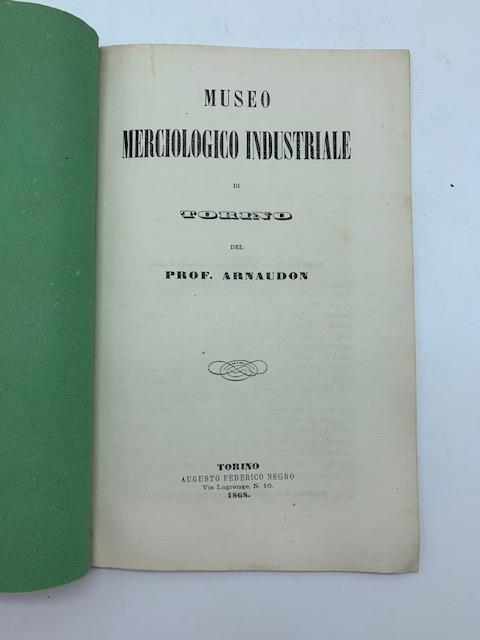 MUSEO
MERCIOLOGICO INDUSTRIALE
DI
TORINO
DEL
PROF. ARNAUDON
TORINO
AUGUSTO FEDERICO NEGRO
Via Lagrange, N. 16.
1868.